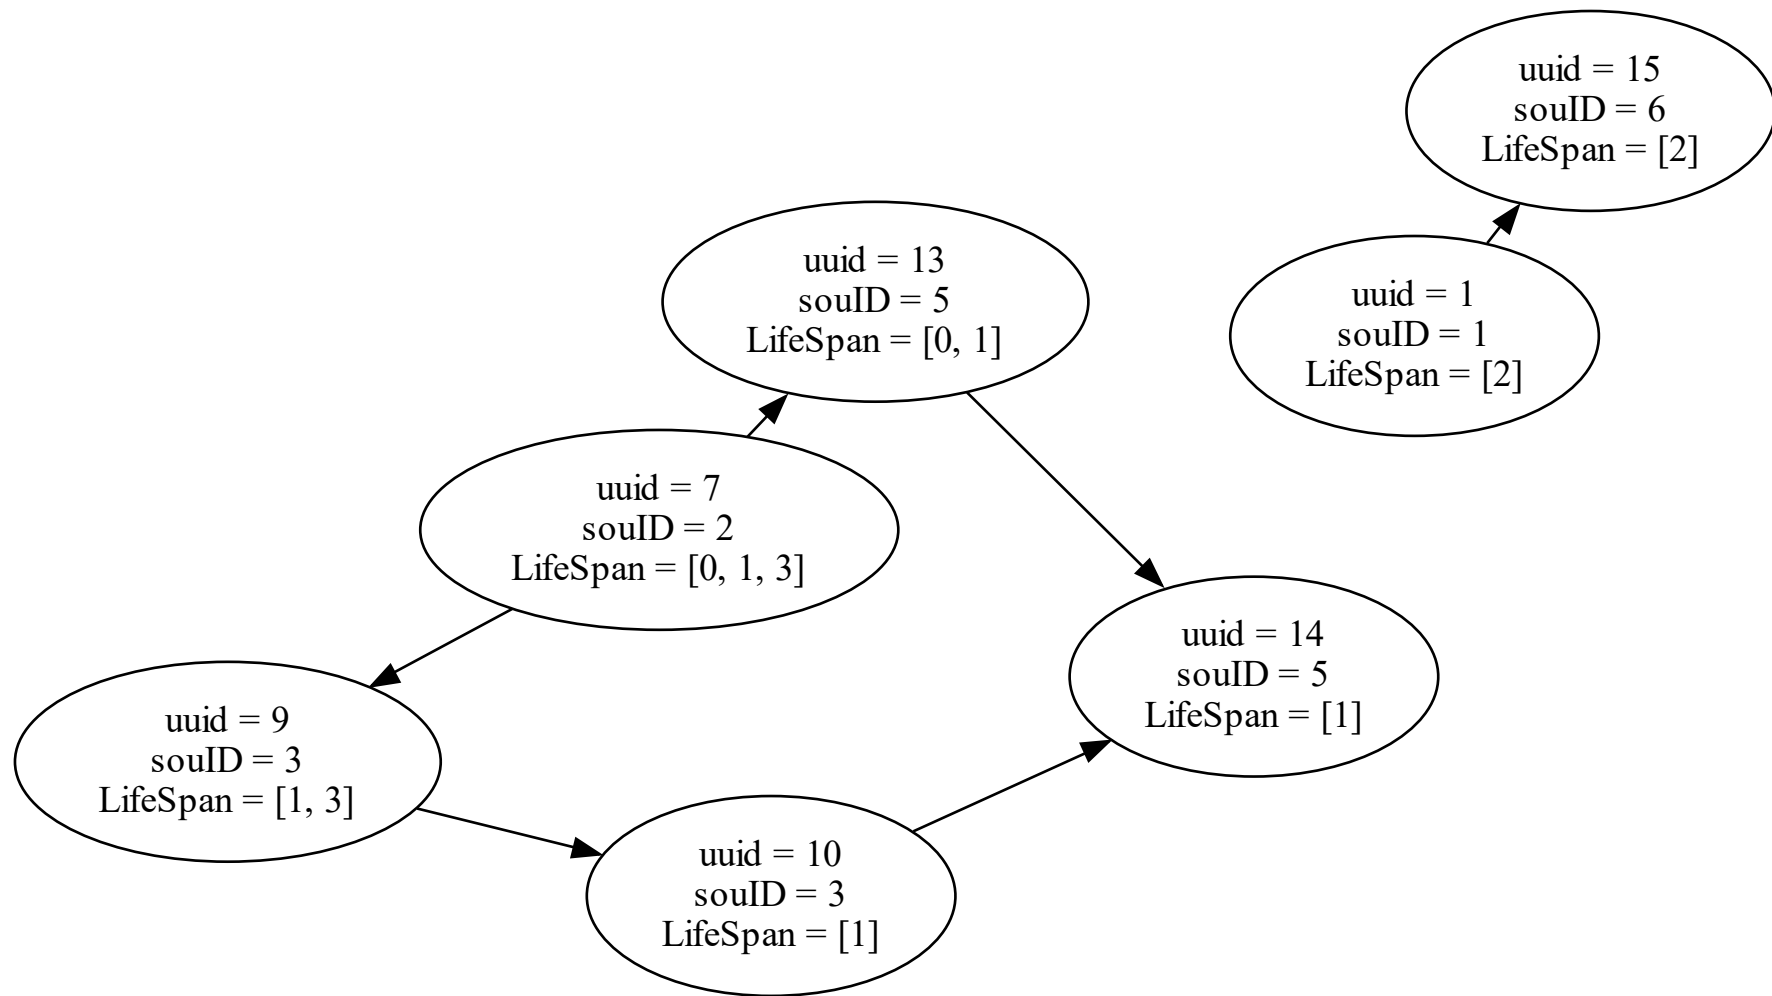 uuid = 15
souID = 6
LifeSpan = [2]
uuid = 13
souID = 5
LifeSpan = [0, 1]
uuid = 1
souID = 1
LifeSpan = [2]
uuid = 7
souID = 2
LifeSpan = [0, 1, 3]
uuid = 14
souID = 5
LifeSpan = [1]
uuid = 9
souID = 3
LifeSpan = [1, 3]
uuid = 10
souID = 3
LifeSpan = [1]